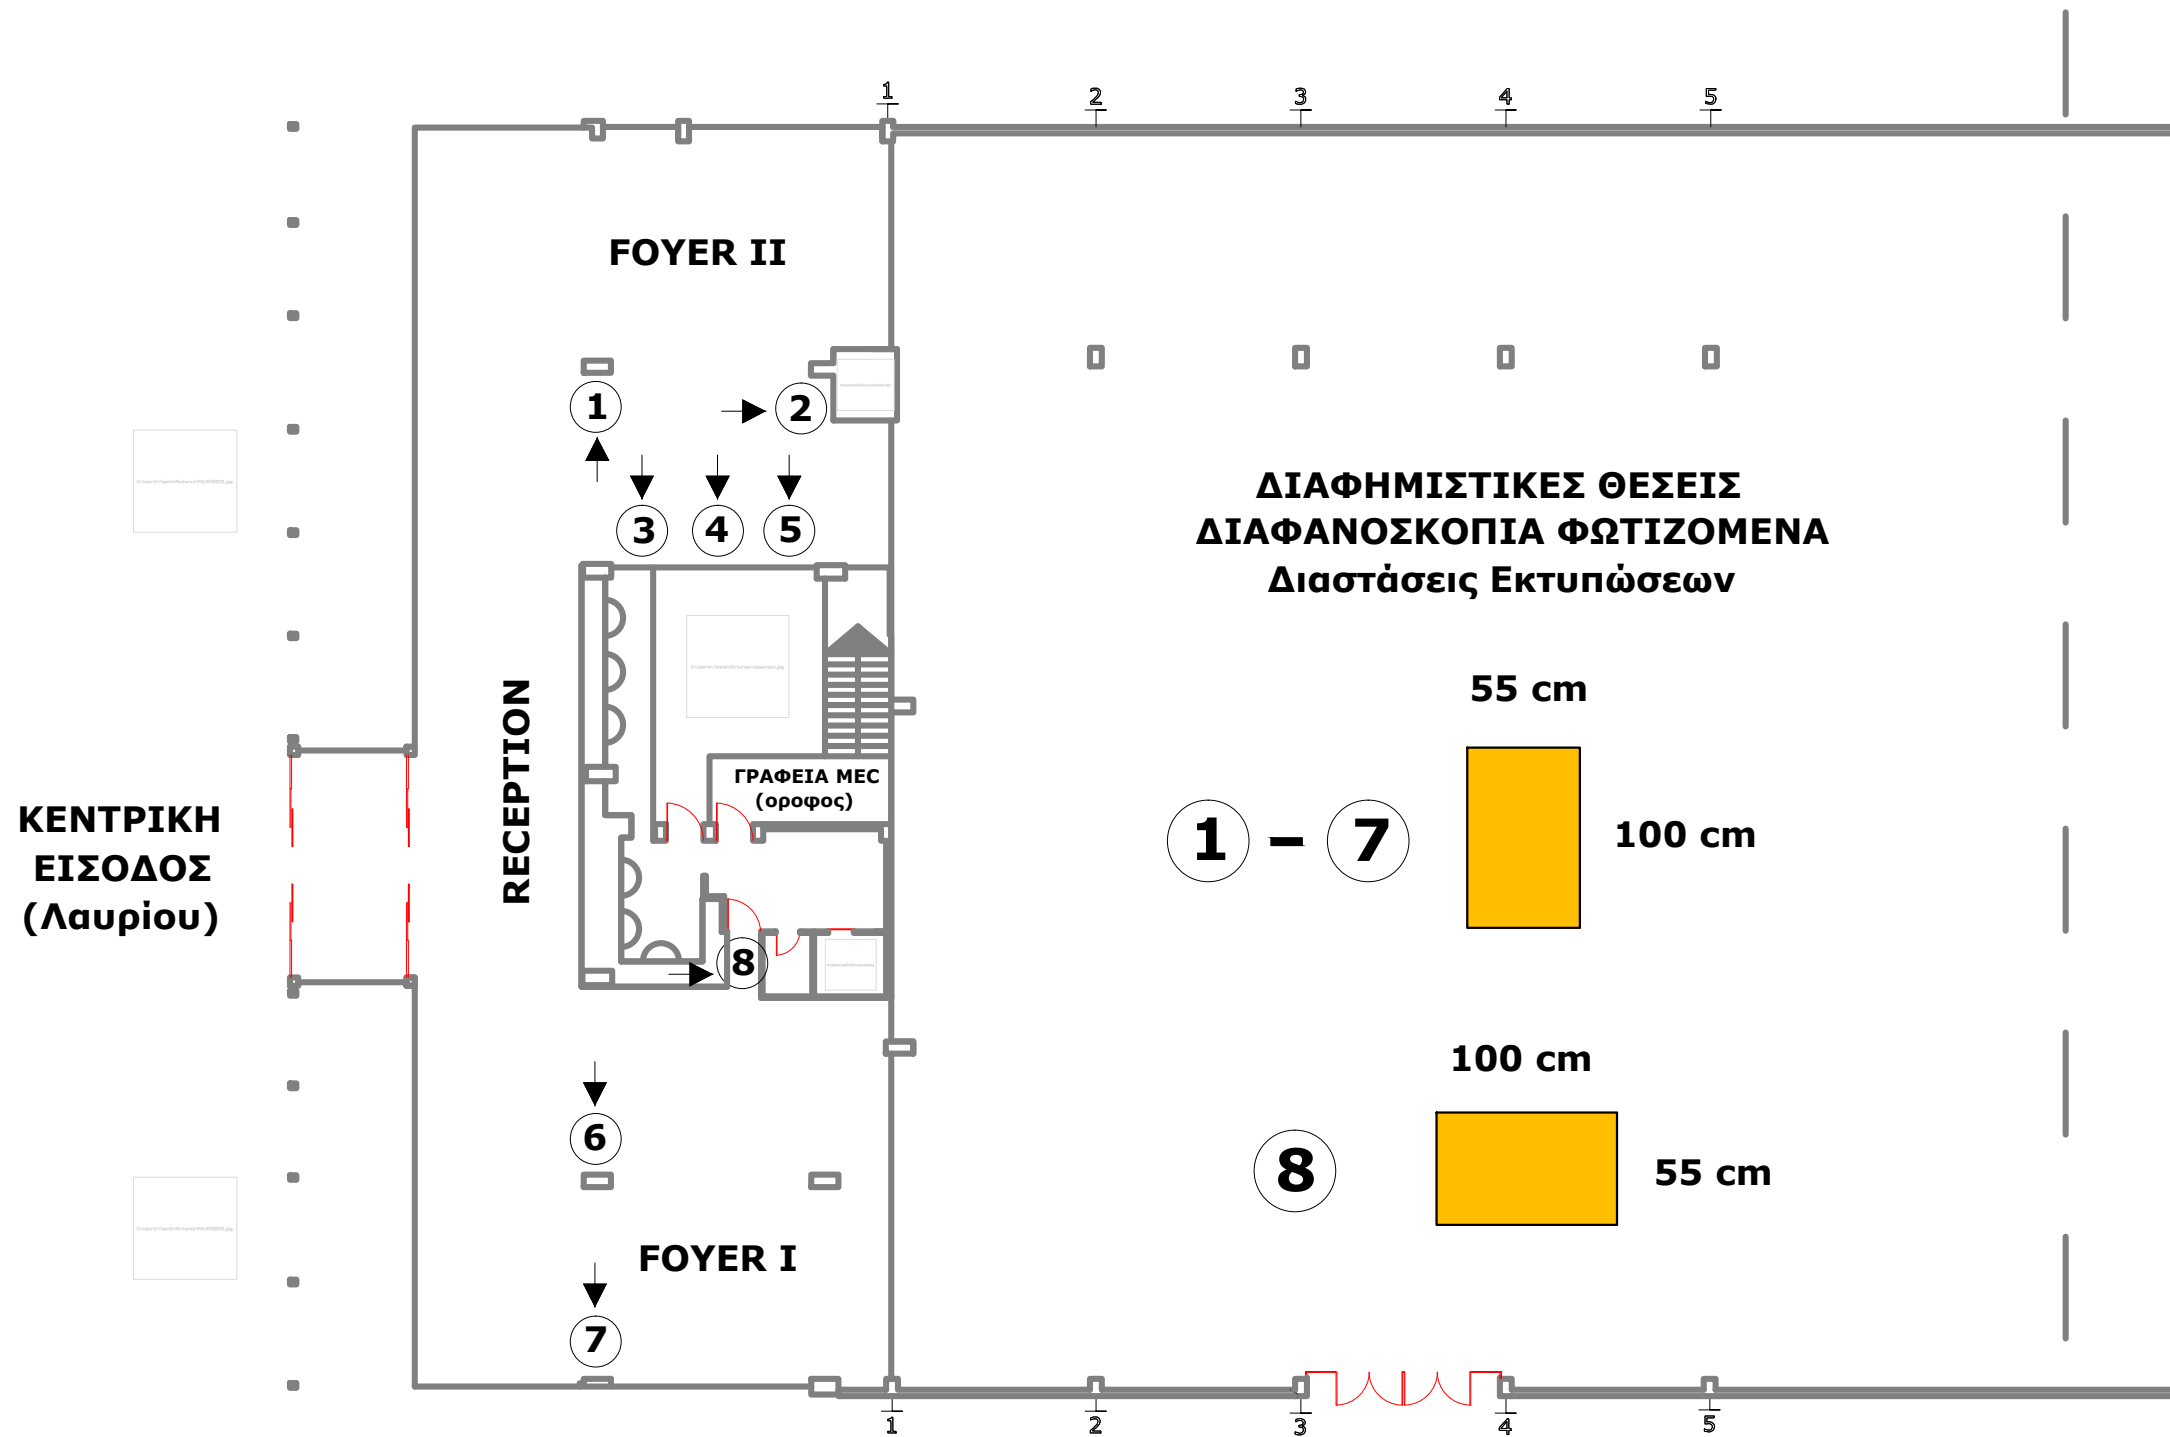 1
2
3
4
5
FOYER II
1
2
3
4
5
ΔΙΑΦΗΜΙΣΤΙΚΕΣ ΘΕΣΕΙΣ
ΔΙΑΦΑΝΟΣΚΟΠΙΑ ΦΩΤΙΖΟΜΕΝΑ
Διαστάσεις Εκτυπώσεων
RECEPTION
55 cm
ΓΡΑΦΕΙΑ MEC
(οροφος)
ΚΕΝΤΡΙΚΗ
ΕΙΣΟΔΟΣ
(Λαυρίου)
1 – 7
100 cm
8
100 cm
6
8
55 cm
FOYER I
7
1
2
3
4
5